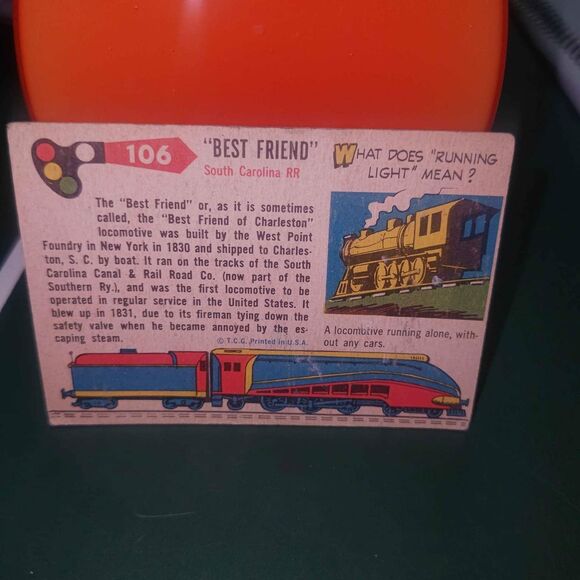 106
"BEST FRIEND"
South Carolina RR
The "Best Friend" or, as it is sometimes
called, the "Best Friend of Charleston"
locomotive was built by the West Point
Foundry in New York in 1830 and shipped to Charles-
ton, S. C. by boat. It ran on the tracks of the South
Carolina Canal & Rail Road Co. (now part of the
Southern Ry.), and was the first locomotive to be
operated in regular service in the United States. It
blew up in 1831, due to its fireman tying down the
safety valve when he became annoyed by the es-
caping steam.
© T.C.G. Printed in U.S.A.
WHAT DOES "RUNNING
LIGHT" MEAN?
A locomotive running alone, with-
out any cars.